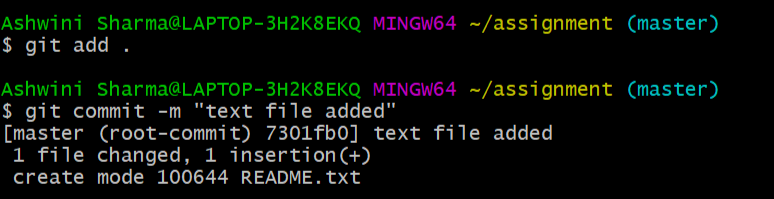 Ashwini Sharma@LAPTOP-3H2K8EKQ MINGW64 ~/assignment (master)
$ git add .
Ashwini Sharma@LAPTOP-3H2K8EKQ MINGW64 ~/assignment (master)
$ git commit -m "text file added"
[master (root-commit) 7301fb0] text file added
 1 file changed, 1 insertion(+)
 create mode 100644 README.txt